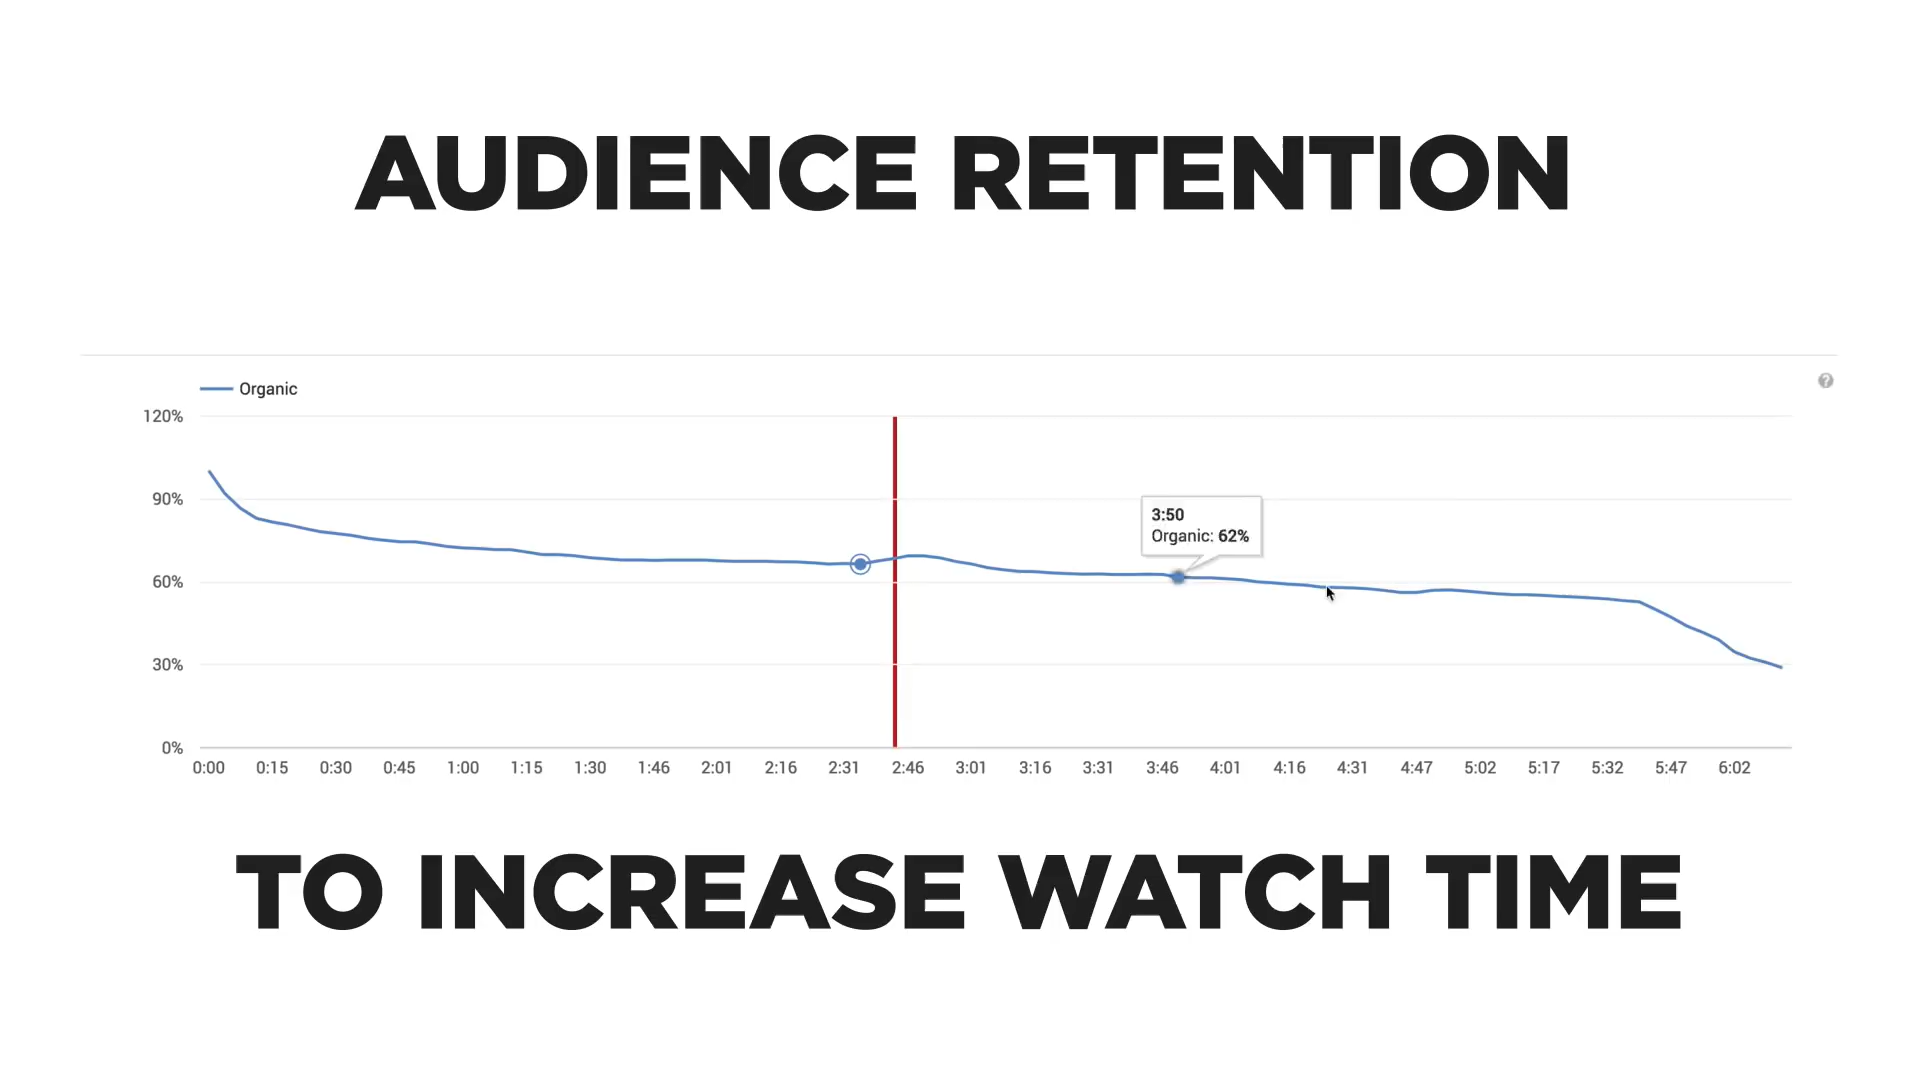 AUDIENCE RETENTION
Organic
?
120%
90%
60%
30%
0%
3:50
Organic: 62%
0:00 0:15 0:30 0:45 1:00 1:15 1:30 1:46 2:01 2:16 2:31 2:46 3:01 3:16 3:31 3:46 4:01 4:16 4:31 4:47 5:02 5:17 5:32 5:47 6:02
TO INCREASE WATCH TIME